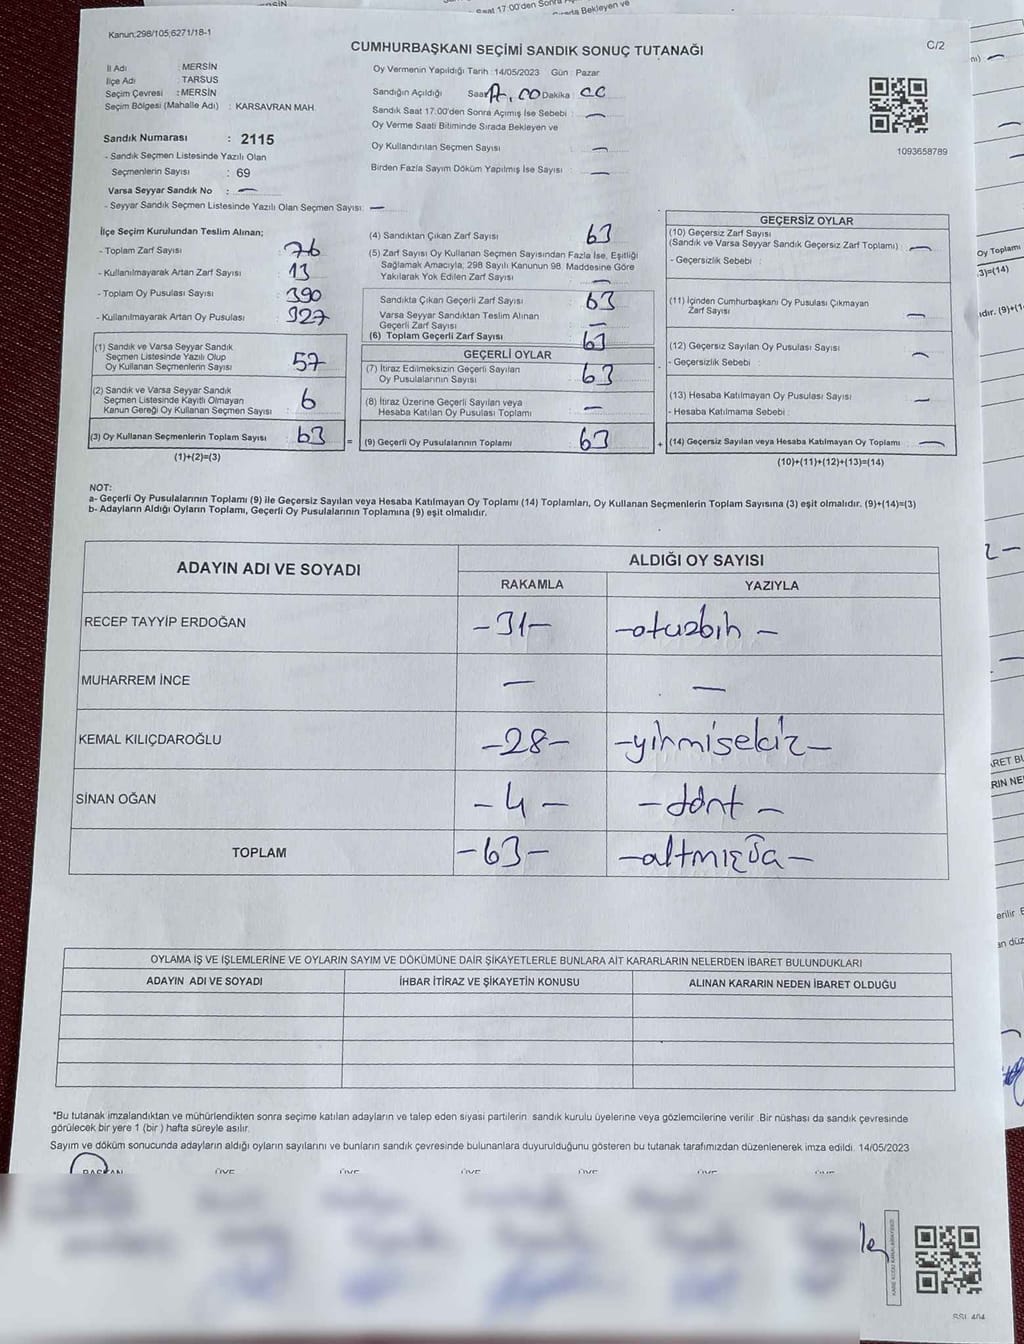 Kanun;298/105,6271/18-1
CUMHURBAŞKANI SEÇİMİ SANDIK SONUÇ TUTANAĞI
C/2
İl Adı : MERSİN
İlçe Adı : TARSUS
Seçim Çevresi : MERSİN
Seçim Bölgesi (Mahalle Adı) : KARSAVRAN MAH.
Sandık Numarası : 2115
- Sandık Seçmen Listesinde Yazılı Olan
Seçmenlerin Sayısı : 69
Varsa Seyyar Sandık No : —
- Seyyar Sandık Seçmen Listesinde Yazılı Olan Seçmen Sayısı: —
Oy Vermenin Yapıldığı Tarih : 14/05/2023 Gün : Pazar
Sandığın Açıldığı Saat 17.00 Dakika 00
Sandık Saat 17:00'den Sonra Açımış İse Sebebi : —
Oy Verme Saati Bitiminde Sırada Bekleyen ve
Oy Kullandırılan Seçmen Sayısı : —
Birden Fazla Sayım Döküm Yapılmış İse Sayısı : —
1093658789
İlçe Seçim Kurulundan Teslim Alınan;
- Toplam Zarf Sayısı : 76
- Kullanılmayarak Artan Zarf Sayısı : 13
- Toplam Oy Pusulası Sayısı : 390
- Kullanılmayarak Artan Oy Pusulası : 327
(1) Sandık ve Varsa Seyyar Sandık
Seçmen Listesinde Yazılı Olup
Oy Kullanan Seçmenlerin Sayısı : 57
(2) Sandık ve Varsa Seyyar Sandık
Seçmen Listesinde Kayıtlı Olmayan
Kanun Gereği Oy Kullanan Seçmen Sayısı : 6
(3) Oy Kullanan Seçmenlerin Toplam Sayısı : 63 =
(1)+(2)=(3)
(4) Sandıktan Çıkan Zarf Sayısı : 63
(5) Zarf Sayısı Oy Kullanan Seçmen Sayısından Fazla İse, Eşitliği
Sağlamak Amacıyla; 298 Sayılı Kanunun 98. Maddesine Göre
Yakılarak Yok Edilen Zarf Sayısı : —
Sandıkta Çıkan Geçerli Zarf Sayısı : 63
Varsa Seyyar Sandıktan Teslim Alınan
Geçerli Zarf Sayısı : —
(6) Toplam Geçerli Zarf Sayısı : 63
GEÇERLİ OYLAR
(7) İtiraz Edilmeksizin Geçerli Sayılan
Oy Pusulalarının Sayısı : 63
(8) İtiraz Üzerine Geçerli Sayılan veya
Hesaba Katılan Oy Pusulası Toplamı : —
(9) Geçerli Oy Pusulalarının Toplamı : 63 +
GEÇERSİZ OYLAR
(10) Geçersiz Zarf Sayısı
(Sandık ve Varsa Seyyar Sandık Geçersiz Zarf Toplamı) : —
- Geçersizlik Sebebi :
(11) İçinden Cumhurbaşkanı Oy Pusulası Çıkmayan
Zarf Sayısı : —
(12) Geçersiz Sayılan Oy Pusulası Sayısı : —
- Geçersizlik Sebebi :
(13) Hesaba Katılmayan Oy Pusulası Sayısı : —
- Hesaba Katılmama Sebebi :
(14) Geçersiz Sayılan veya Hesaba Katılmayan Oy Toplamı : —
(10)+(11)+(12)+(13)=(14)
NOT:
a- Geçerli Oy Pusulalarının Toplamı (9) ile Geçersiz Sayılan veya Hesaba Katılmayan Oy Toplamı (14) Toplamları, Oy Kullanan Seçmenlerin Toplam Sayısına (3) eşit olmalıdır. (9)+(14)=(3)
b- Adayların Aldığı Oyların Toplamı, Geçerli Oy Pusulalarının Toplamına (9) eşit olmalıdır.
ADAYIN ADI VE SOYADI
ALDIĞI OY SAYISI
RAKAMLA YAZIYLA
RECEP TAYYİP ERDOĞAN -31- -otuzbir-
MUHARREM İNCE — —
KEMAL KILIÇDAROĞLU -28- -yirmisekiz-
SİNAN OĞAN -4- -dört-
TOPLAM -63- -altmışüç-
OYLAMA İŞ VE İŞLEMLERİNE VE OYLARIN SAYIM VE DÖKÜMÜNE DAİR ŞİKAYETLERLE BUNLARA AİT KARARLARIN NELERDEN İBARET BULUNDUKLARI
ADAYIN ADI VE SOYADI İHBAR İTİRAZ VE ŞİKAYETİN KONUSU ALINAN KARARIN NEDEN İBARET OLDUĞU
*Bu tutanak imzalandıktan ve mühürlendikten sonra seçime katılan adayların ve talep eden siyasi partilerin sandık kurulu üyelerine veya gözlemcilerine verilir. Bir nüshası da sandık çevresinde
görülecek bir yere 1 (bir) hafta süreyle asılır.
Sayım ve döküm sonucunda adayların aldığı oyların sayılarını ve bunların sandık çevresinde bulunanlara duyurulduğunu gösteren bu tutanak tarafımızdan düzenlenerek imza edildi. 14/05/2023
BAŞKAN ÜYE ÜYE ÜYE ÜYE ÜYE ÜYE